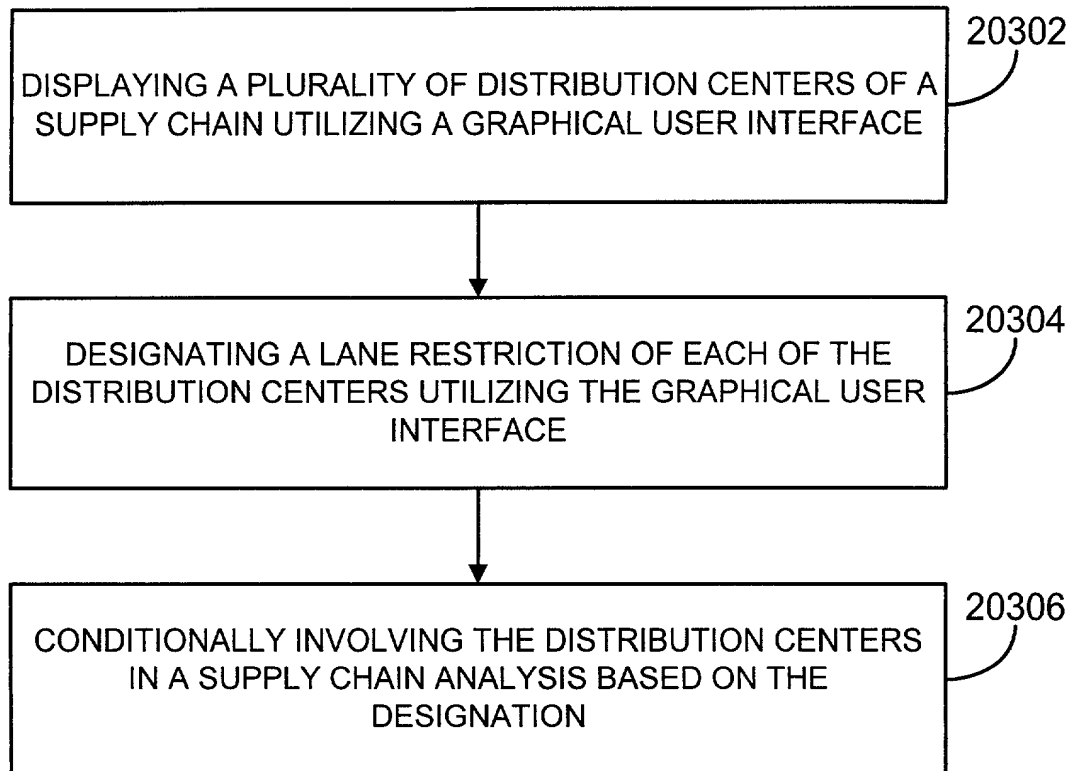 20302
DISPLAYING A PLURALITY OF DISTRIBUTION CENTERS OF A
SUPPLY CHAIN UTILIZING A GRAPHICAL USER INTERFACE
20304
DESIGNATING A LANE RESTRICTION OF EACH OF THE
DISTRIBUTION CENTERS UTILIZING THE GRAPHICAL USER
INTERFACE
20306
CONDITIONALLY INVOLVING THE DISTRIBUTION CENTERS
IN A SUPPLY CHAIN ANALYSIS BASED ON THE
DESIGNATION